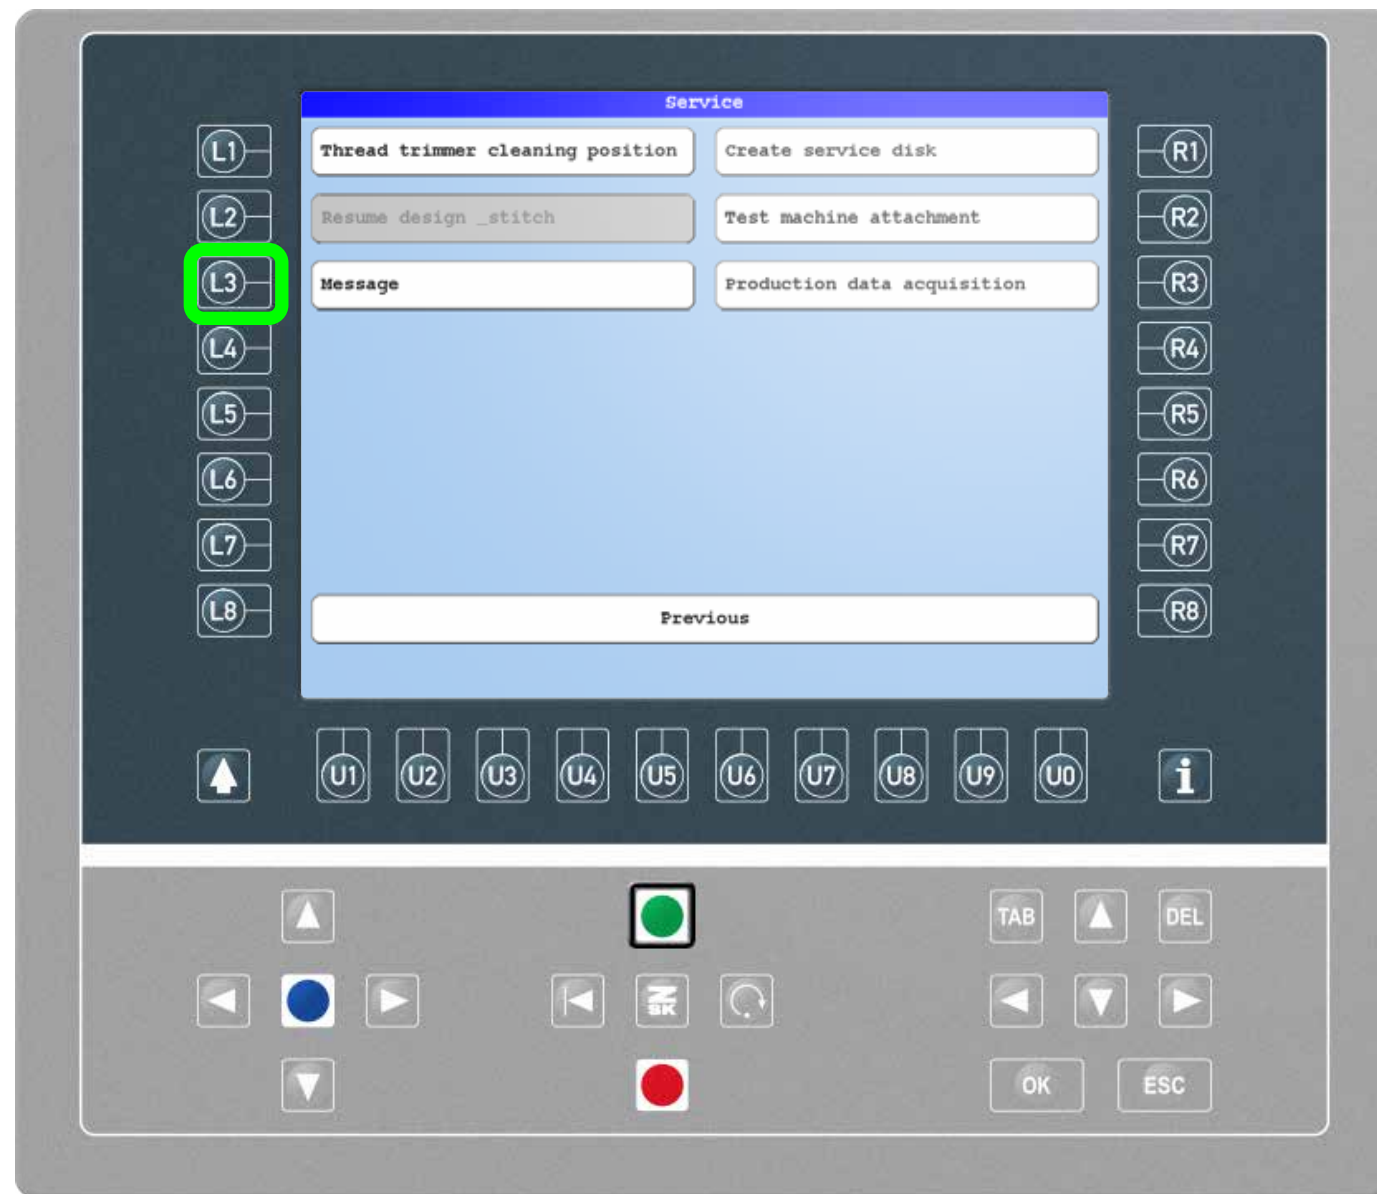 Service
L1
Thread trimmer cleaning position
Create service disk
R1
L2
Resume design _stitch
Test machine attachment
R2
L3
Message
Production data acquisition
R3
L4
R4
L5
R5
L6
R6
L7
R7
L8
Previous
R8
U1 U2 U3 U4 U5 U6 U7 U8 U9 U0
i
TAB
DEL
ZSK
OK
ESC